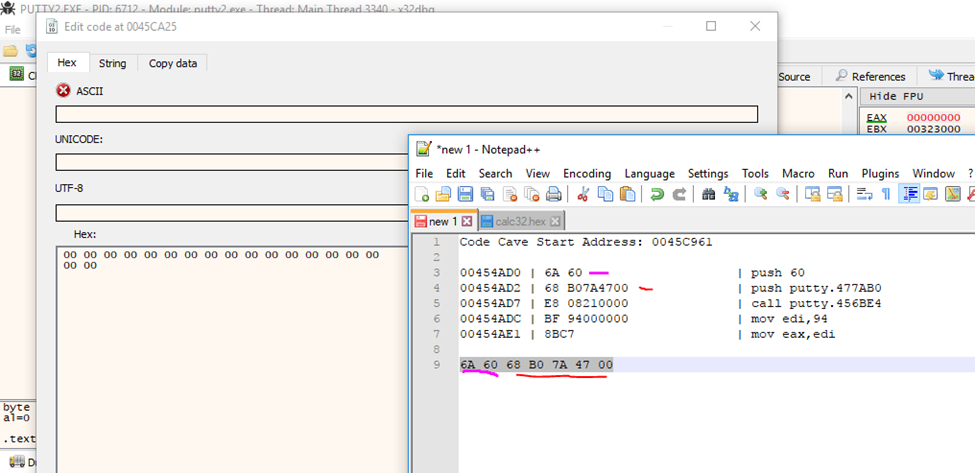 PUTTY2.EXE - PID: 6712 - Module: putty2.exe - Thread: Main Thread 3340 - x32dbg
File
Edit code at 0045CA25
Hex String Copy data
Source References
ASCII
Hide FPU
EAX 00000000
EBX 00323000
UNICODE:
UTF-8
Hex:
00 00 00 00 00 00 00 00 00 00 00 00 00 00 00 00
00 00
*new 1 - Notepad++
File Edit Search View Encoding Language Settings Tools Macro Run Plugins Window ?
new 1 calc32.hex
1 Code Cave Start Address: 0045C961
2
3 00454AD0 | 6A 60 | push 60
4 00454AD2 | 68 B07A4700 | push putty.477AB0
5 00454AD7 | E8 08210000 | call putty.456BE4
6 00454ADC | BF 94000000 | mov edi,94
7 00454AE1 | 8BC7 | mov eax,edi
8
9 6A 60 68 B0 7A 47 00
byte
al=0
.text